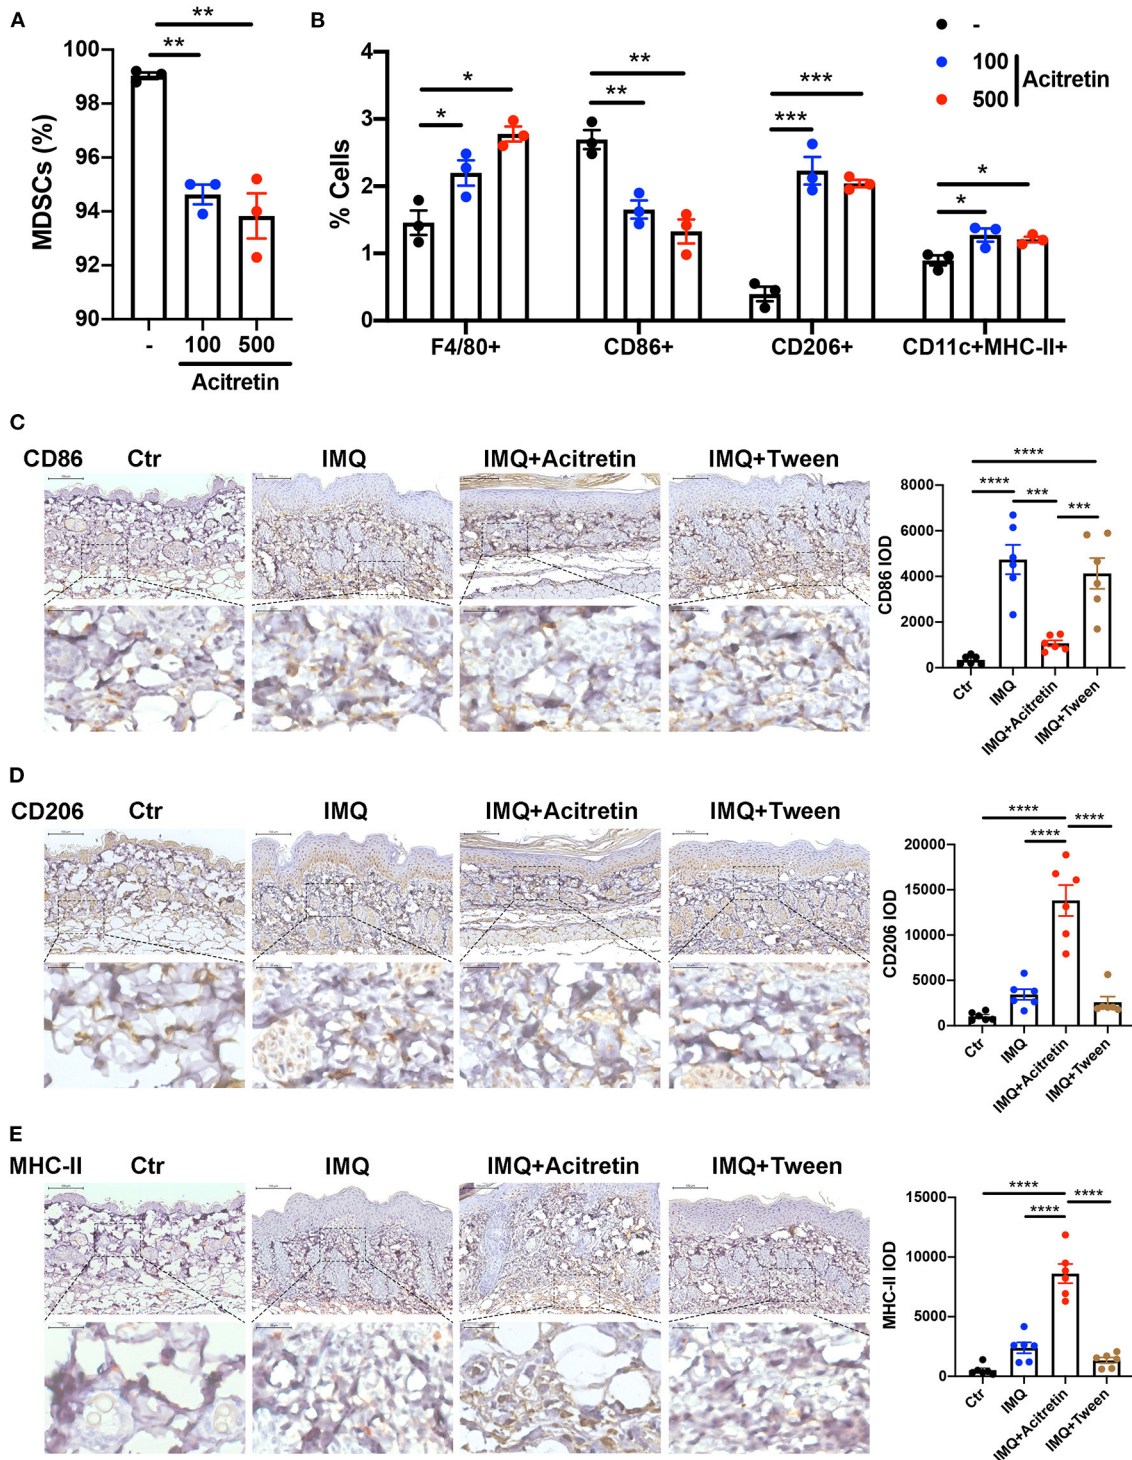 A
B
** 
**
100
98
96
94
92
90
MDSCs (%)
- 100 500
Acitretin
4
3
2
1
0
% Cells
* *
** **
*** ***
* *
F4/80+ CD86+ CD206+ CD11c+MHC-II+
-
100
500
Acitretin
C
CD86 Ctr IMQ IMQ+Acitretin IMQ+Tween
****
**** *** ***
8000
6000
4000
2000
0
CD86 IOD
Ctr IMQ IMQ+Acitretin IMQ+Tween
D
CD206 Ctr IMQ IMQ+Acitretin IMQ+Tween
**** ****
****
20000
15000
10000
5000
0
CD206 IOD
Ctr IMQ IMQ+Acitretin IMQ+Tween
E
MHC-II Ctr IMQ IMQ+Acitretin IMQ+Tween
**** ****
****
15000
10000
5000
0
MHC-II IOD
Ctr IMQ IMQ+Acitretin IMQ+Tween